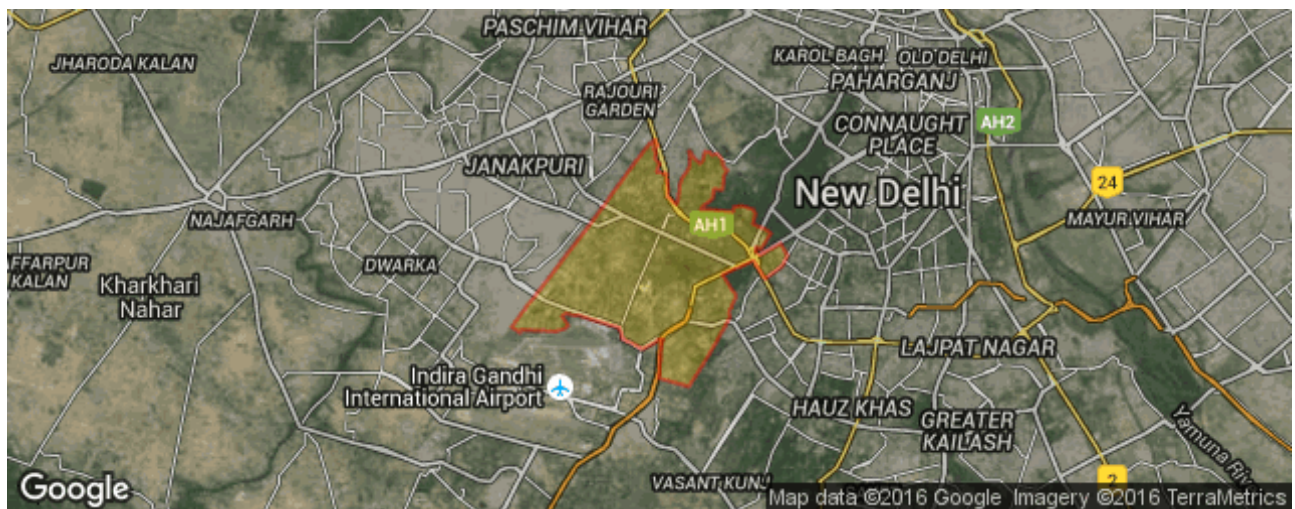 PASCHIM VIHAR
JHARODA KALAN
KAROL BAGH
OLD DELHI
PAHARGANJ
RAJOURI
GARDEN
CONNAUGHT
PLACE
AH2
JANAKPURI
24
New Delhi
NAJAFGARH
AH1
MAYUR VIHAR
AFFARPUR
KALAN
DWARKA
Kharkhari
Nahar
LAJPAT NAGAR
Indira Gandhi
International Airport
HAUZ KHAS
GREATER
KAILASH
Yamuna Riv
VASANT KUNJ
2
Google
Map data ©2016 Google Imagery ©2016 TerraMetrics